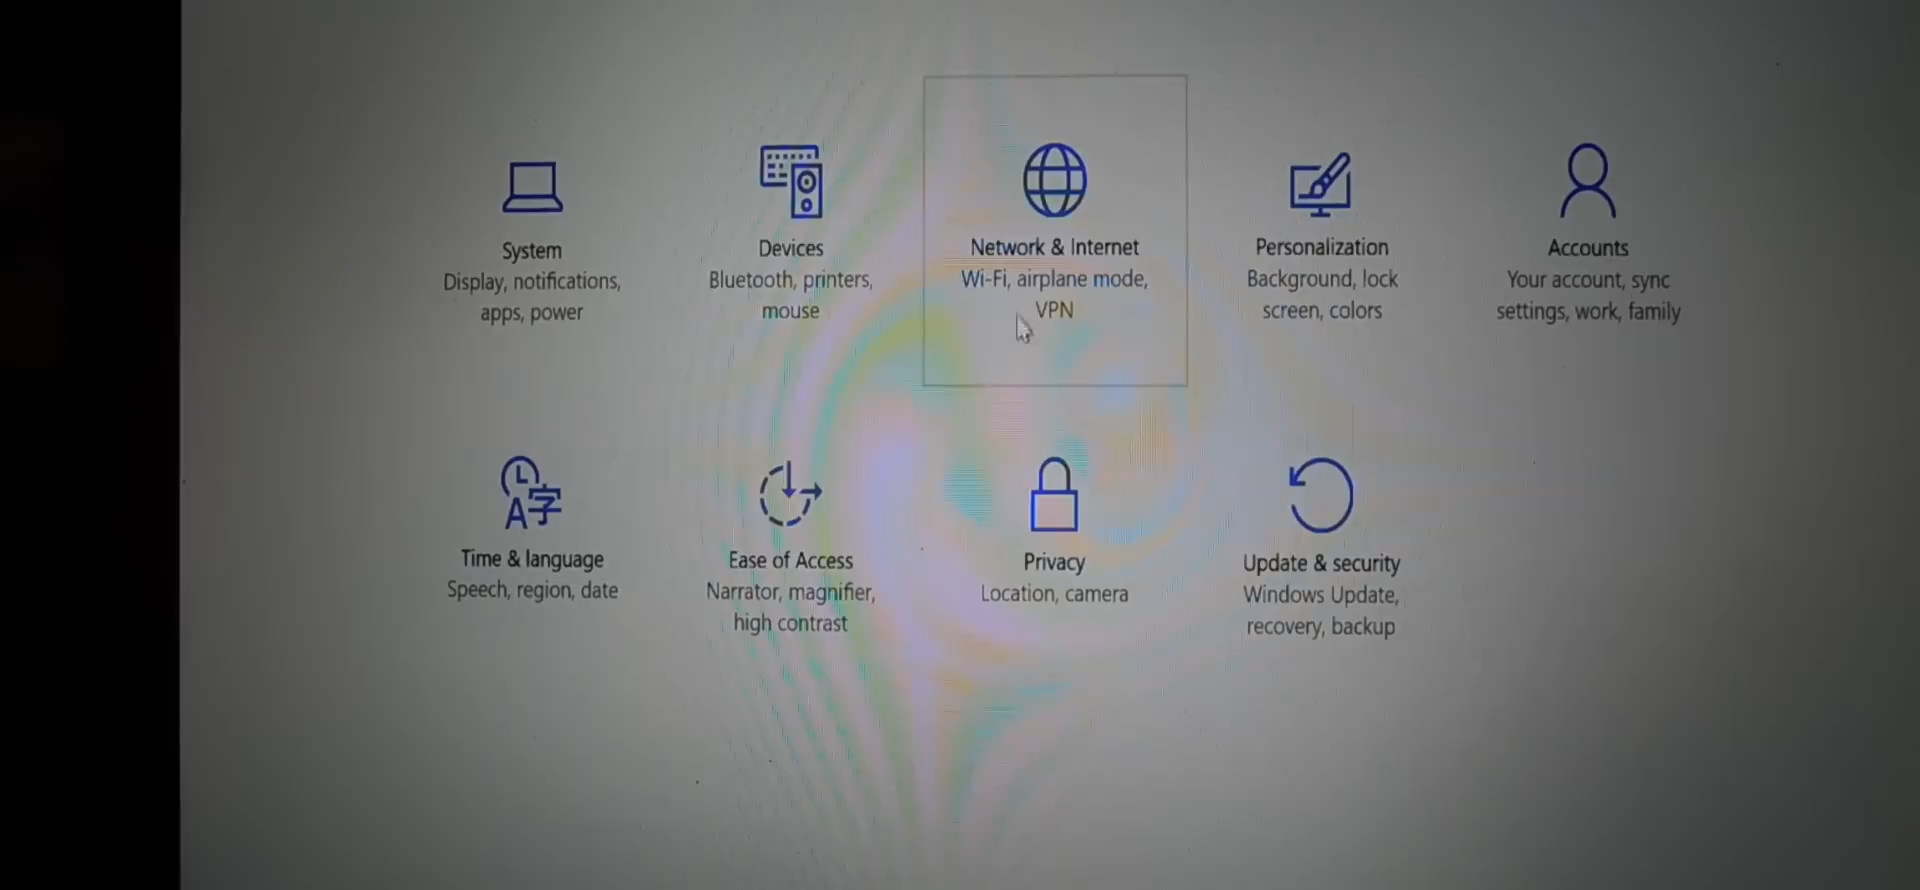 System
Display, notifications,
apps, power
Devices
Bluetooth, printers,
mouse
Network & Internet
Wi-Fi, airplane mode,
VPN
Personalization
Background, lock
screen, colors
Accounts
Your account, sync
settings, work, family
A字
Time & language
Speech, region, date
Ease of Access
Narrator, magnifier,
high contrast
Privacy
Location, camera
Update & security
Windows Update,
recovery, backup